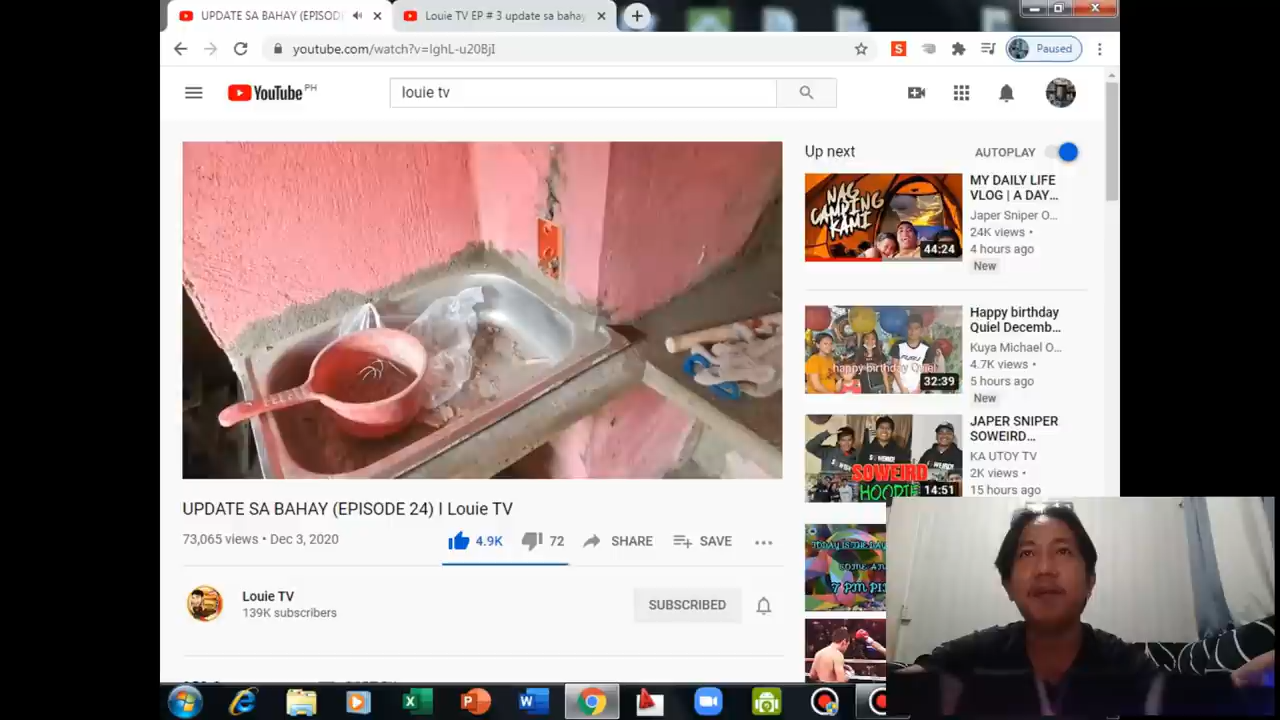 UPDATE SA BAHAY (EPISODE
Louie TV EP # 3 update sa bahay
youtube.com/watch?v=lghL-u20BjI
S
Paused
YouTube PH
louie tv
Up next
AUTOPLAY
NAG
CAMPING
KAMI
44:24
MY DAILY LIFE
VLOG | A DAY…
Japer Sniper O…
24K views •
4 hours ago
New
happy birthday Quiel
32:39
Happy birthday
Quiel Decemb…
Kuya Michael O…
4.7K views •
5 hours ago
New
SOWEIRD
HOODIE
14:51
JAPER SNIPER
SOWEIRD…
KA UTOY TV
2K views •
15 hours ago
7 PM
UPDATE SA BAHAY (EPISODE 24) l Louie TV
73,065 views • Dec 3, 2020
4.9K
72
SHARE
SAVE
Louie TV
139K subscribers
SUBSCRIBED